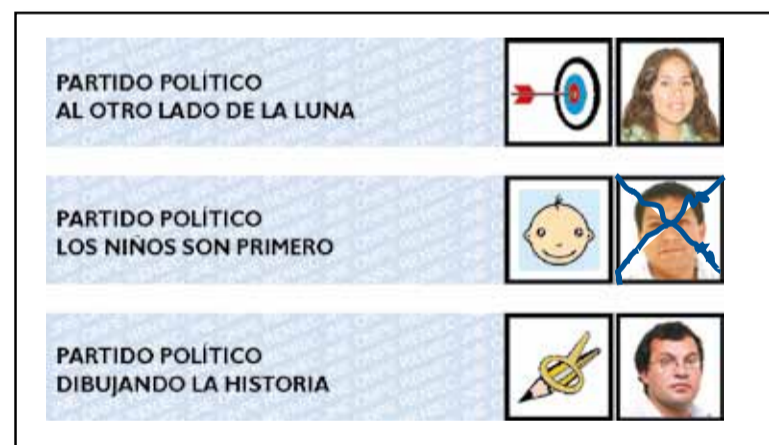 PARTIDO POLÍTICO
AL OTRO LADO DE LA LUNA
PARTIDO POLÍTICO
LOS NIÑOS SON PRIMERO
PARTIDO POLÍTICO
DIBUJANDO LA HISTORIA